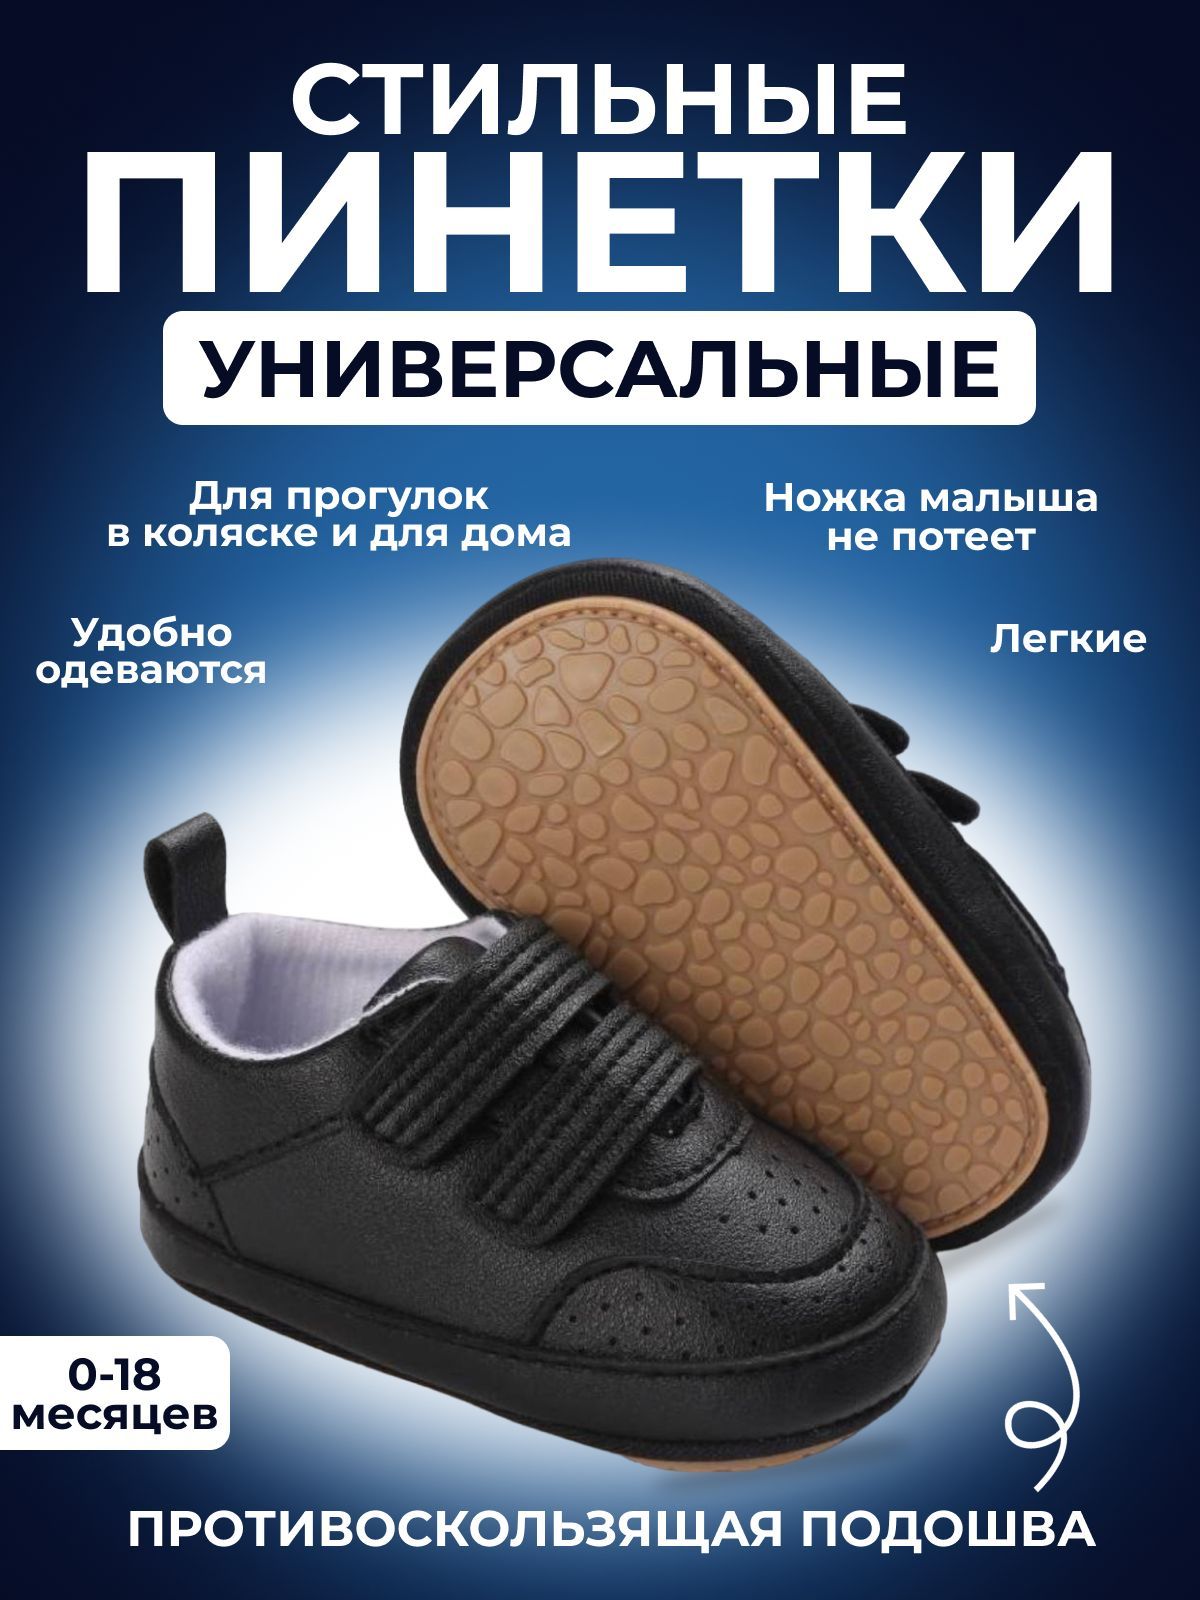 СТИЛЬНЫЕ
ПИНЕТКИ
УНИВЕРСАЛЬНЫЕ
Для прогулок
в коляске и для дома
Ножка малыша
не потеет
Удобно
одеваются
Легкие
0-18
месяцев
ПРОТИВОСКОЛЬЗЯЩАЯ ПОДОШВА